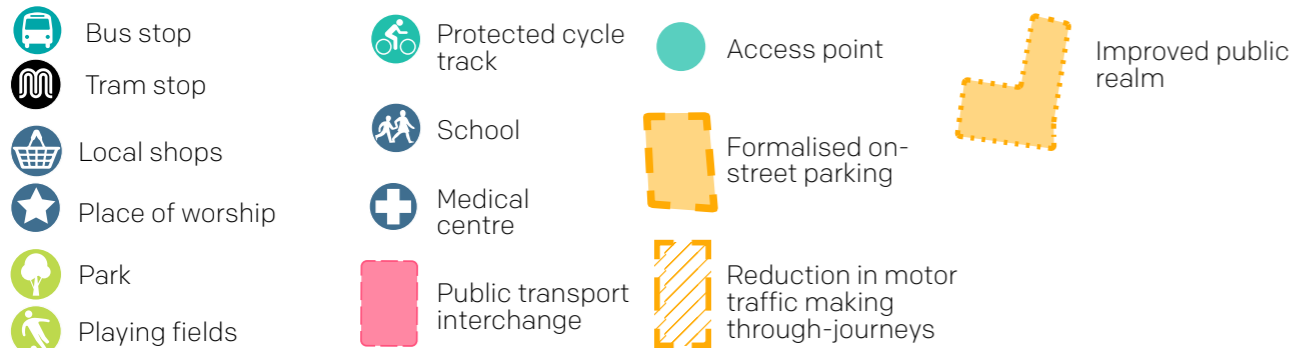 Bus stop
Tram stop
Local shops
Place of worship
Park
Playing fields
Protected cycle
track
School
Medical
centre
Public transport
interchange
Access point
Formalised on-
street parking
Reduction in motor
traffic making
through-journeys
Improved public
realm